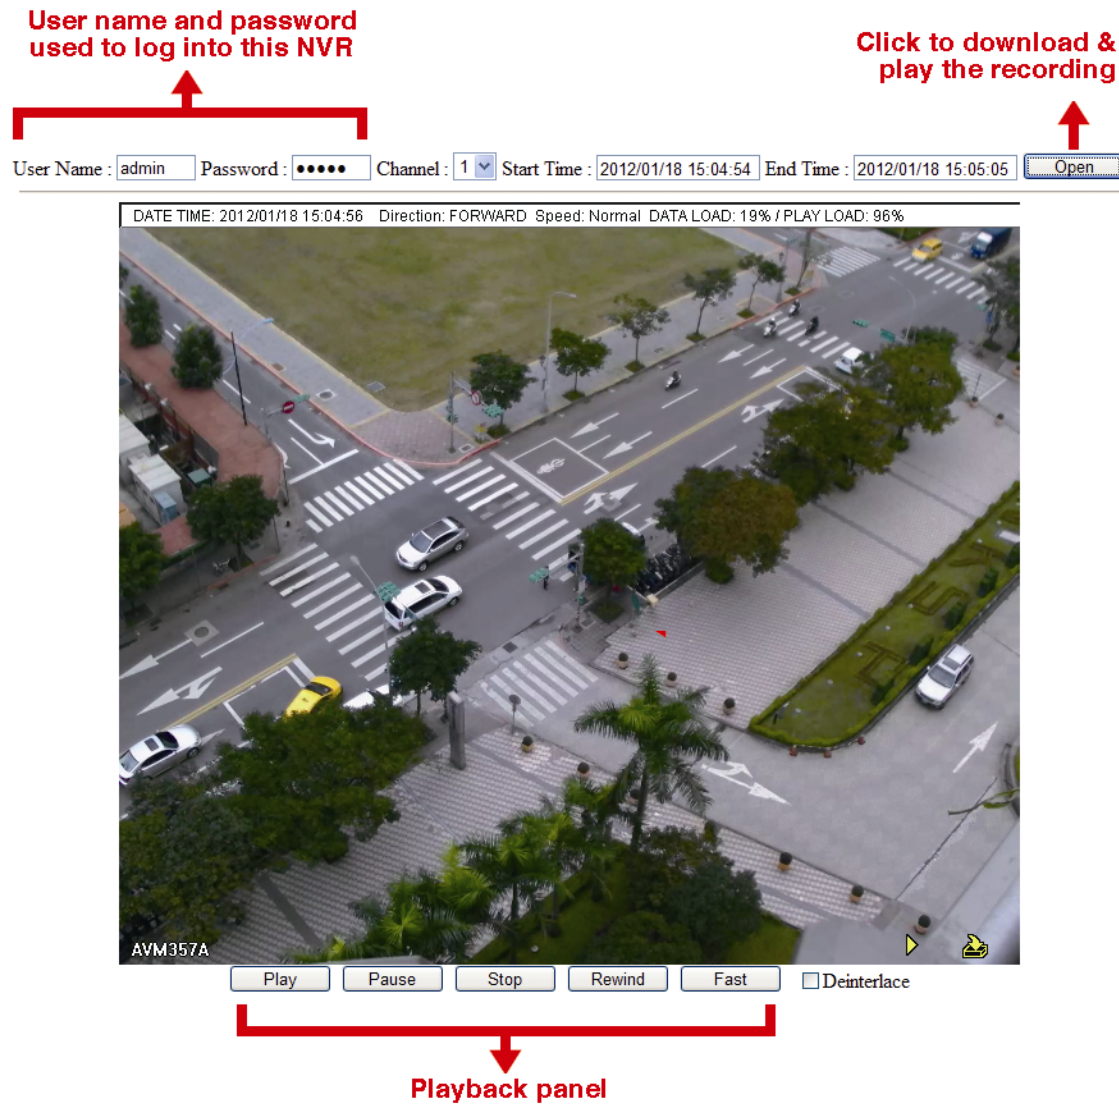 User name and password
used to log into this NVR
Click to download &
play the recording
User Name : admin Password : ••••• Channel : 1 Start Time : 2012/01/18 15:04:54 End Time : 2012/01/18 15:05:05 Open
DATE TIME: 2012/01/18 15:04:56 Direction: FORWARD Speed: Normal DATA LOAD: 19% / PLAY LOAD: 96%
AVM357A
Play Pause Stop Rewind Fast Deinterlace
Playback panel